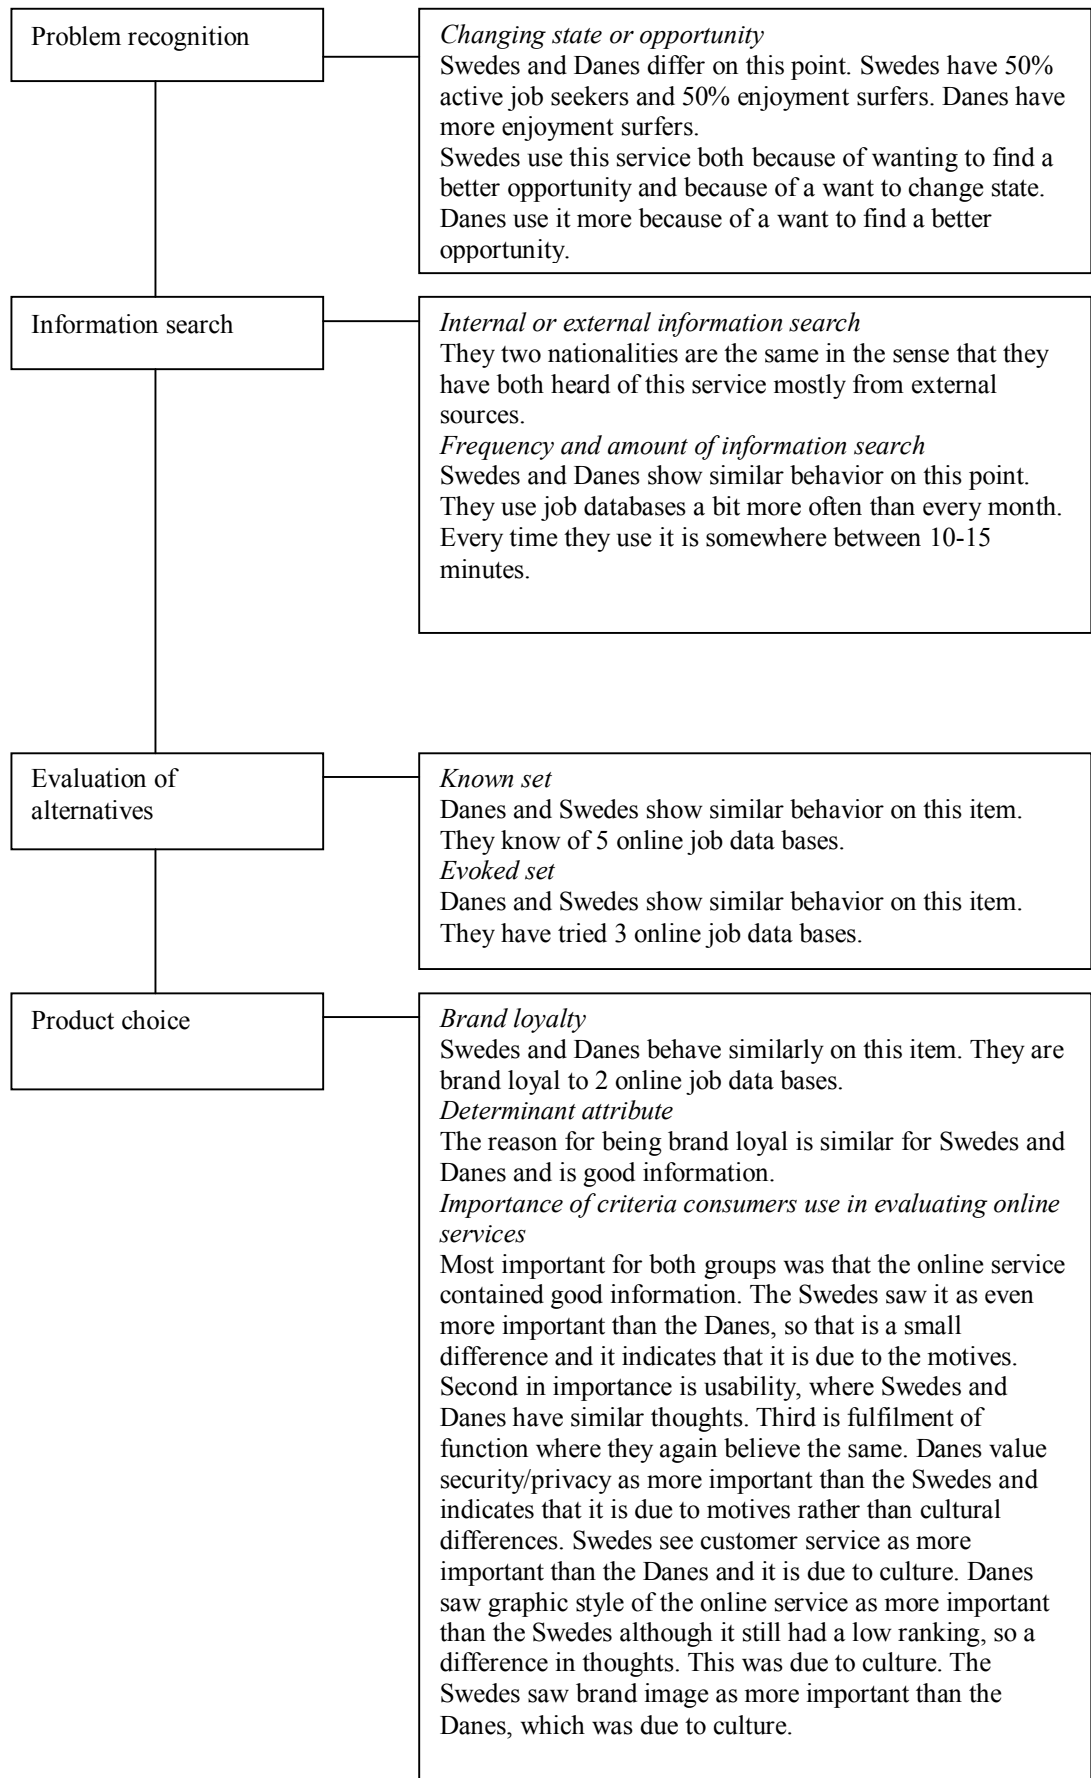 Problem recognition
Changing state or opportunity
Swedes and Danes differ on this point. Swedes have 50%
active job seekers and 50% enjoyment surfers. Danes have
more enjoyment surfers.
Swedes use this service both because of wanting to find a
better opportunity and because of a want to change state.
Danes use it more because of a want to find a better
opportunity.
Information search
Internal or external information search
They two nationalities are the same in the sense that they
have both heard of this service mostly from external
sources.
Frequency and amount of information search
Swedes and Danes show similar behavior on this point.
They use job databases a bit more often than every month.
Every time they use it is somewhere between 10-15
minutes.
Evaluation of
alternatives
Known set
Danes and Swedes show similar behavior on this item.
They know of 5 online job data bases.
Evoked set
Danes and Swedes show similar behavior on this item.
They have tried 3 online job data bases.
Product choice
Brand loyalty
Swedes and Danes behave similarly on this item. They are
brand loyal to 2 online job data bases.
Determinant attribute
The reason for being brand loyal is similar for Swedes and
Danes and is good information.
Importance of criteria consumers use in evaluating online
services
Most important for both groups was that the online service
contained good information. The Swedes saw it as even
more important than the Danes, so that is a small
difference and it indicates that it is due to the motives.
Second in importance is usability, where Swedes and
Danes have similar thoughts. Third is fulfilment of
function where they again believe the same. Danes value
security/privacy as more important than the Swedes and
indicates that it is due to motives rather than cultural
differences. Swedes see customer service as more
important than the Danes and it is due to culture. Danes
saw graphic style of the online service as more important
than the Swedes although it still had a low ranking, so a
difference in thoughts. This was due to culture. The
Swedes saw brand image as more important than the
Danes, which was due to culture.